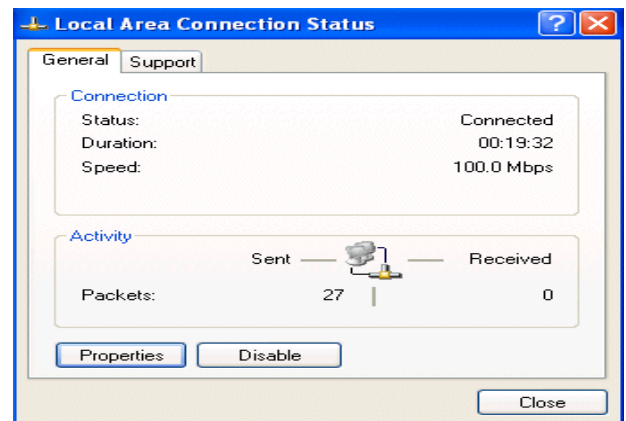 Local Area Connection Status
General Support
Connection
Status: Connected
Duration: 00:19:32
Speed: 100.0 Mbps
Activity
Sent Received
Packets: 27 0
Properties Disable
Close